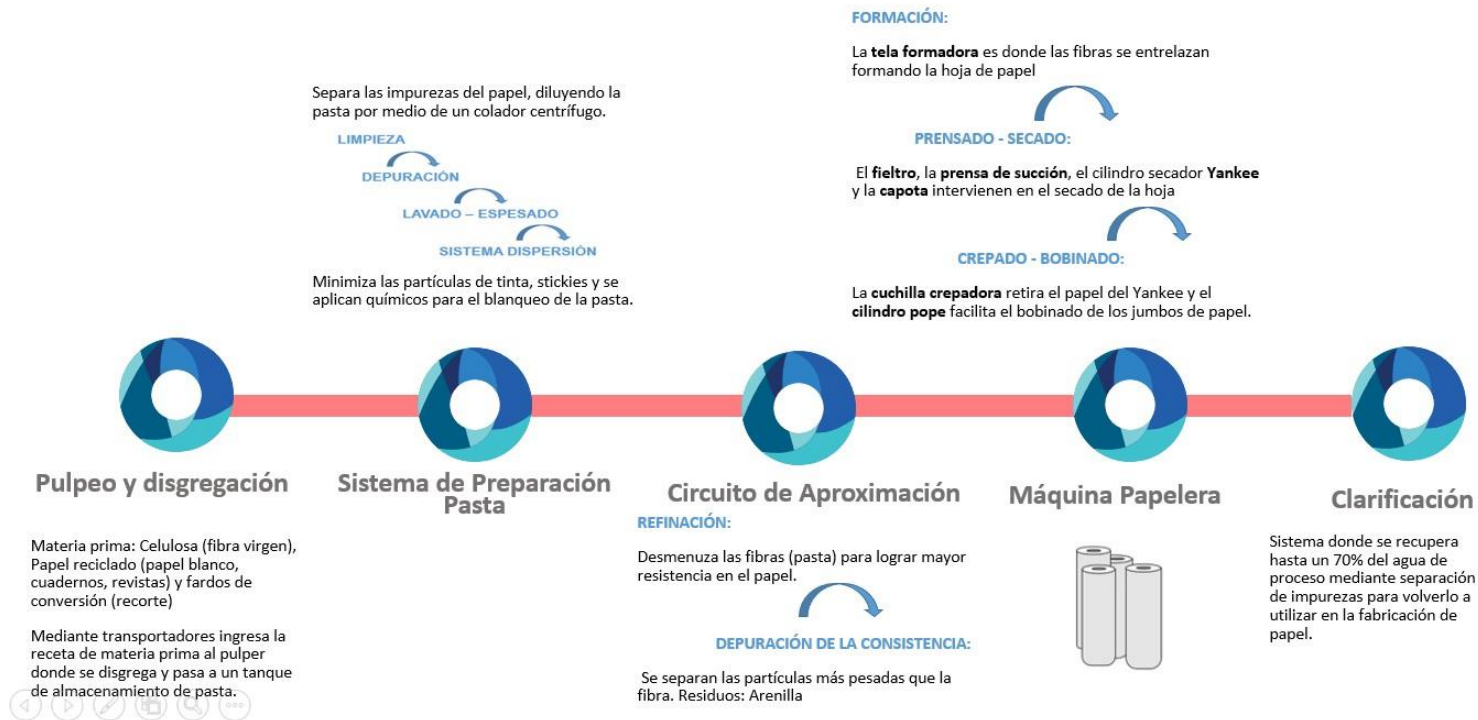 FORMACIÓN:
La tela formadora es donde las fibras se entrelazan
formando la hoja de papel
PRENSADO - SECADO:
El fieltro, la prensa de succión, el cilindro secador Yankee
y la capota intervienen en el secado de la hoja
CREPADO - BOBINADO:
La cuchilla crepadora retira el papel del Yankee y el
cilindro pope facilita el bobinado de los jumbos de papel.
Separa las impurezas del papel, diluyendo la
pasta por medio de un colador centrífugo.
LIMPIEZA
DEPURACIÓN
LAVADO – ESPESADO
SISTEMA DISPERSIÓN
Minimiza las partículas de tinta, stickies y se
aplican químicos para el blanqueo de la pasta.
Pulpeo y disgregación
Materia prima: Celulosa (fibra virgen),
Papel reciclado (papel blanco,
cuadernos, revistas) y fardos de
conversión (recorte)
Mediante transportadores ingresa la
receta de materia prima al pulper
donde se disgrega y pasa a un tanque
de almacenamiento de pasta.
Sistema de Preparación
Pasta
Circuito de Aproximación
REFINACIÓN:
Desmenuza las fibras (pasta) para lograr mayor
resistencia en el papel.
DEPURACIÓN DE LA CONSISTENCIA:
Se separan las partículas más pesadas que la
fibra. Residuos: Arenilla
Máquina Papelera
Clarificación
Sistema donde se recupera
hasta un 70% del agua de
proceso mediante separación
de impurezas para volverlo a
utilizar en la fabricación de
papel.